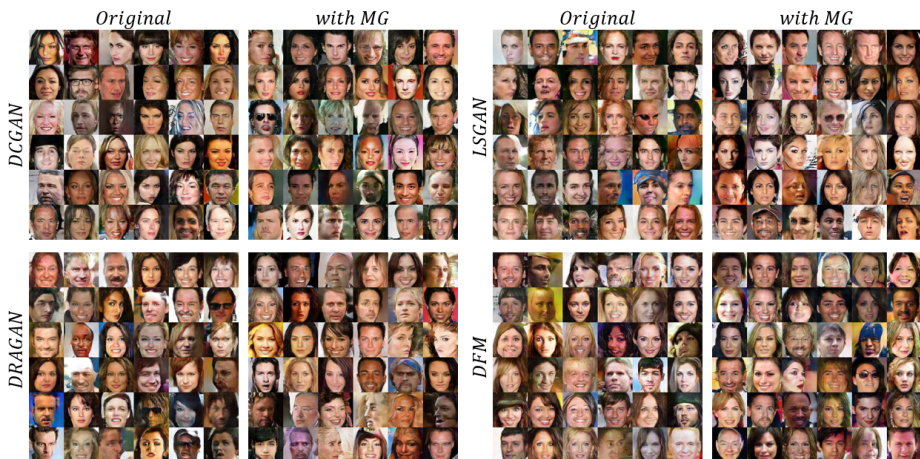 Original with MG Original with MG
DCGAN
LSGAN
DRAGAN
DFM